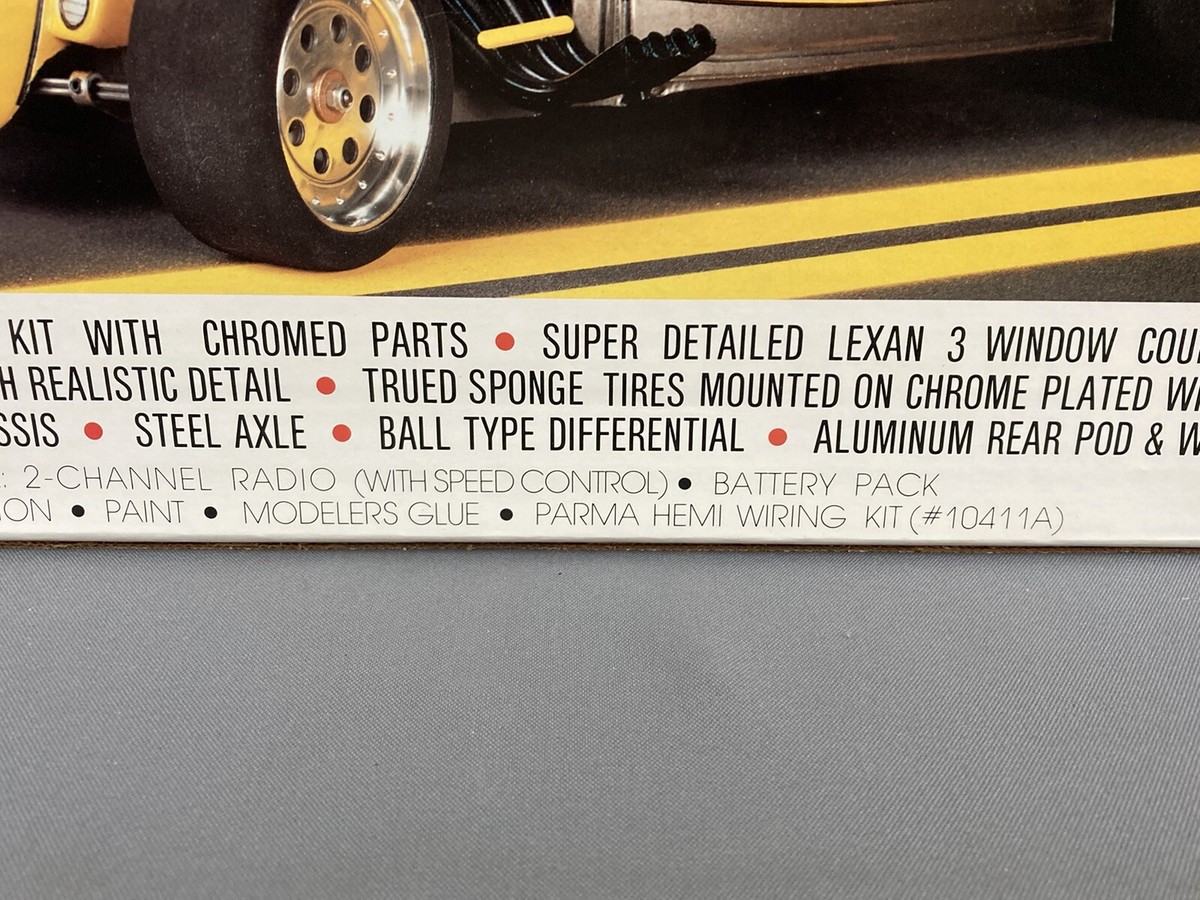 KIT WITH CHROMED PARTS • SUPER DETAILED LEXAN 3 WINDOW
REALISTIC DETAIL • TRUED SPONGE TIRES MOUNTED ON CHROME PLATED
• STEEL AXLE • BALL TYPE DIFFERENTIAL • ALUMINUM REAR POD &
2-CHANNEL RADIO (WITH SPEED CONTROL) • BATTERY PACK
• PAINT • MODELERS GLUE • PARMA HEMI WIRING KIT (#10411A)